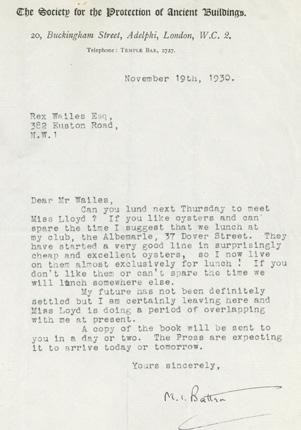 The Society for the Protection of Ancient Buildings.
20, Buckingham Street, Adelphi, London, W.C. 2.
Telephone: TEMPLE BAR, 2727.
November 19th, 1930.
Rex Wailes Esq,
382 Euston Road,
N.W.1
Dear Mr Wailes,
Can you lund next Thursday to meet
Miss Lloyd ? If you like oysters and can
spare the time I suggest that we lunch at
my club, the Albemarle, 37 Dover Street. They
have started a very good line in surprisingly
cheap and excellent oysters, so I now live
on them almost exclusively for lunch ! If you
don't like them or can't spare the time we
will lunch somewhere else.
My future has not been definitely
settled but I am certainly leaving here and
Miss Loyd is doing a period of overlapping
with me at present.
A copy of the book will be sent to
you in a day or two. The Press are expecting
it to arrive today or tomorrow.
Yours sincerely,
M. I. Batten